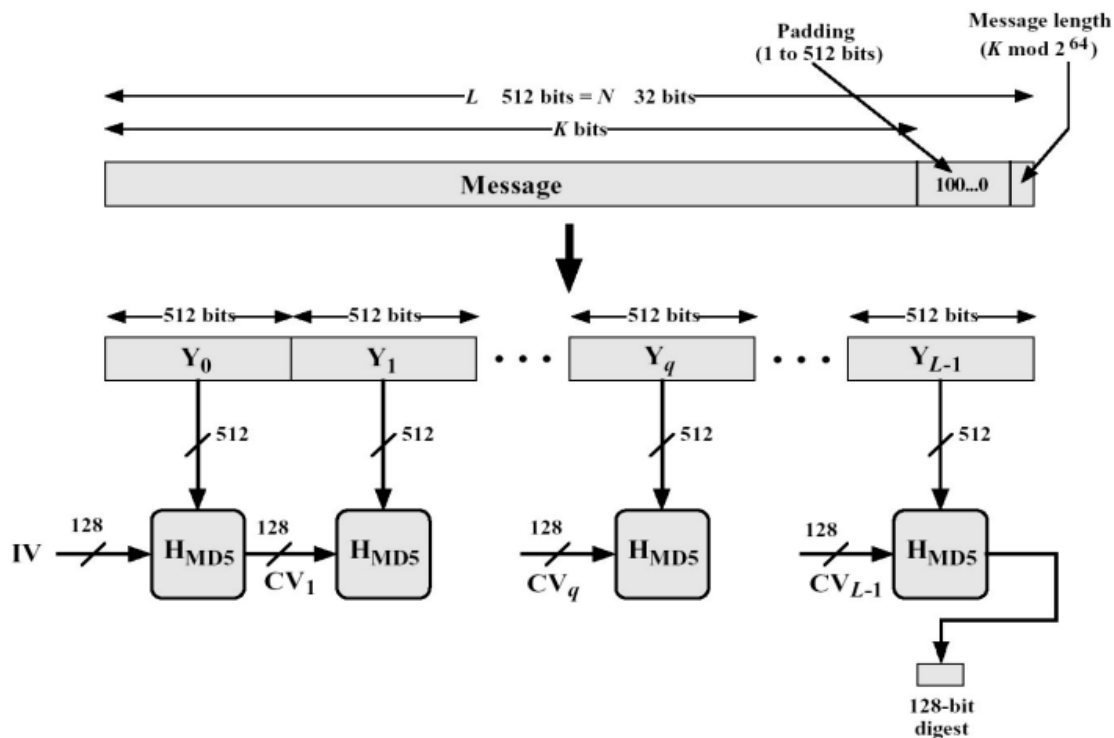 Padding
(1 to 512 bits)
Message length
(K mod 2^64)
L 512 bits = N 32 bits
K bits
Message
100...0
512 bits 512 bits 512 bits 512 bits
Y0 Y1 • • • Yq • • • YL-1
512 512 512 512
128 128 128 128
IV HMD5 HMD5 HMD5 HMD5
CV1 CVq CVL-1
128-bit
digest